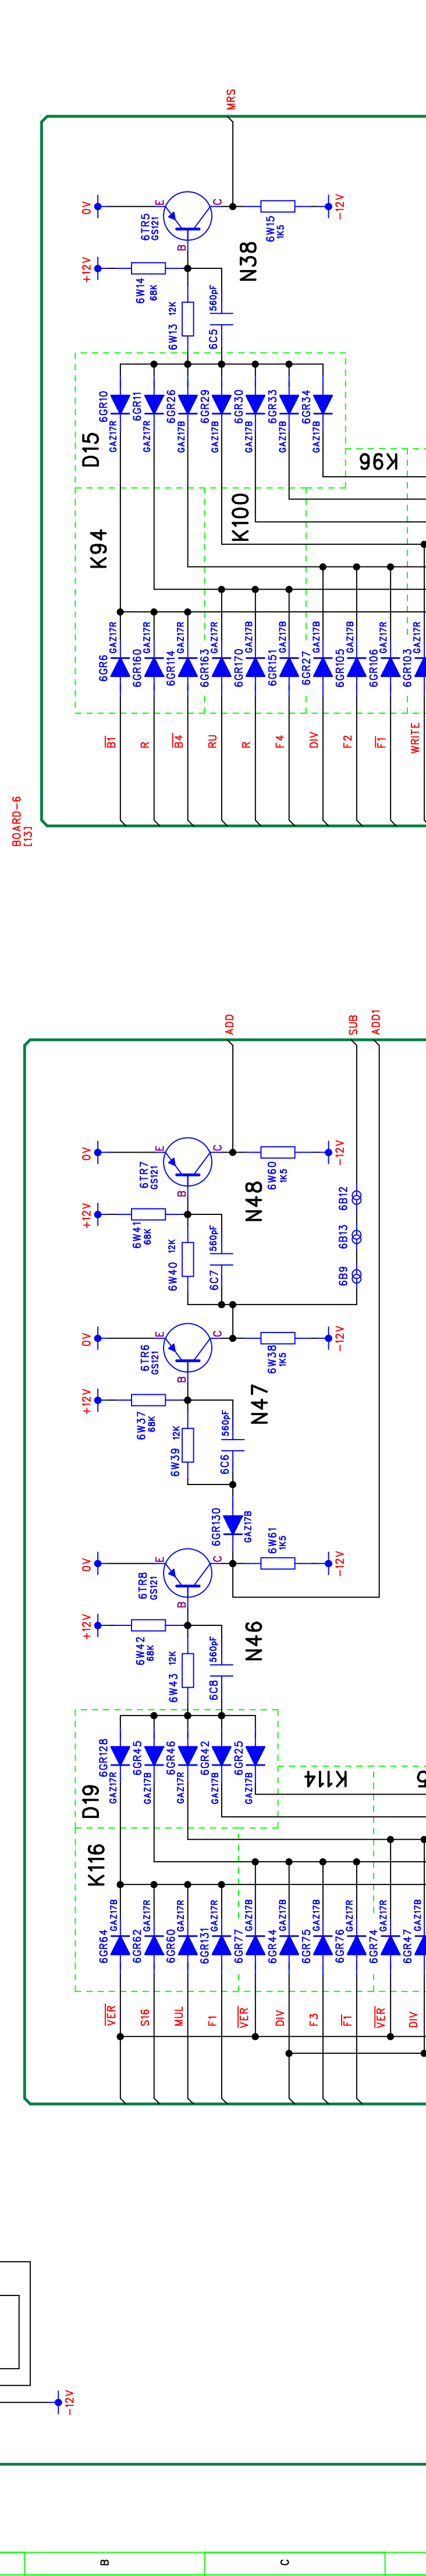 BOARD-6
[13]
MRS
0V
+12V
-12V
6TR5
GS121
E
B
C
6W14
68K
6W13 12K
560pF
6C5
6W15
1K5
N38
D15
6GR10
GAZ17R
6GR11
GAZ17R
6GR26
GAZ17B
6GR29
GAZ17B
6GR30
GAZ17B
6GR33
GAZ17B
6GR34
GAZ17B
K96
K94
K100
6GR6
GAZ17R
6GR160
GAZ17R
6GR114
GAZ17B
6GR163
GAZ17R
6GR170
GAZ17B
6GR151
GAZ17B
6GR27
GAZ17R
6GR105
GAZ17B
6GR106
GAZ17R
6GR103
GAZ17R
B1
R
B4
RU
R
F4
DIV
F2
F1
WRITE
ADD
SUB
ADD1
0V
+12V
-12V
6TR7
GS121
E
B
C
6W41
68K
6W40 12K
560pF
6C7
6W60
1K5
N48
6B12
6B13
6B9
0V
+12V
-12V
6TR6
GS121
E
B
C
6W37
68K
6W39 12K
560pF
6C6
6W38
1K5
N47
6GR130
GAZ17B
0V
+12V
-12V
6TR8
GS121
E
B
C
6W42
68K
6W43 12K
560pF
6C8
6W61
1K5
N46
D19
6GR128
GAZ17R
6GR45
GAZ17B
6GR46
GAZ17B
6GR42
GAZ17B
6GR25
GAZ17B
K114
K116
6GR64
GAZ17B
6GR62
GAZ17R
6GR60
GAZ17R
6GR131
GAZ17R
6GR77
GAZ17B
6GR44
GAZ17B
6GR75
GAZ17R
6GR76
GAZ17R
6GR74
GAZ17B
6GR47
GAZ17B
VER
S16
MUL
F1
VER
DIV
F3
F1
VER
DIV
-12V
B
C